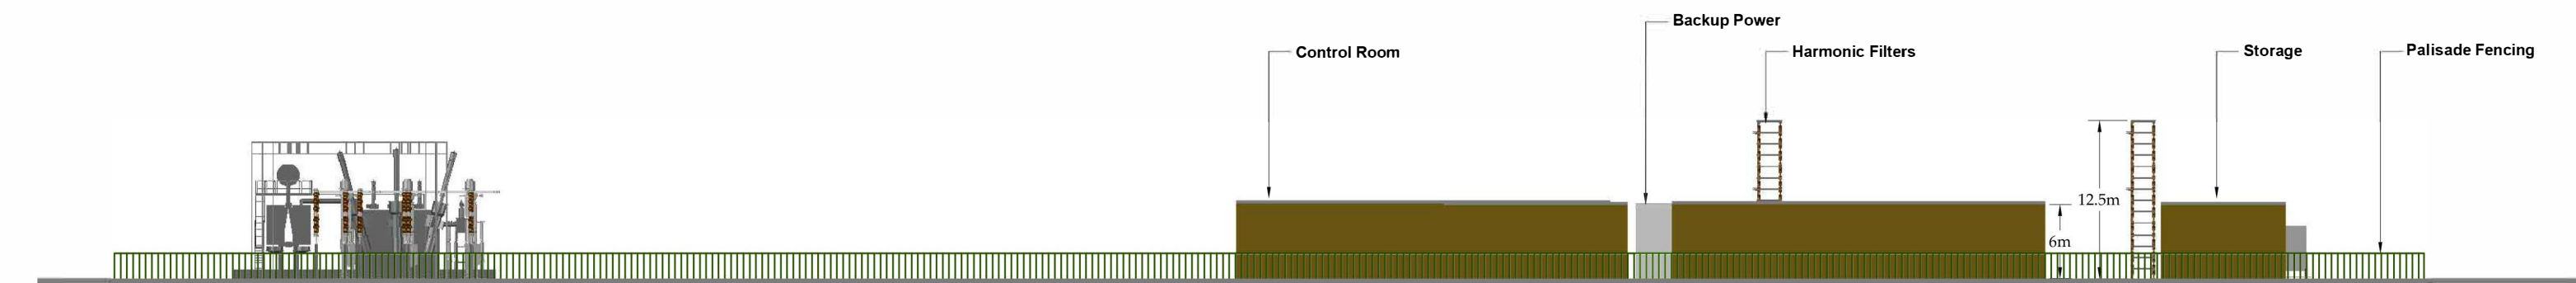 Backup Power
Control Room
Harmonic Filters
Storage
Palisade Fencing
12.5m
6m